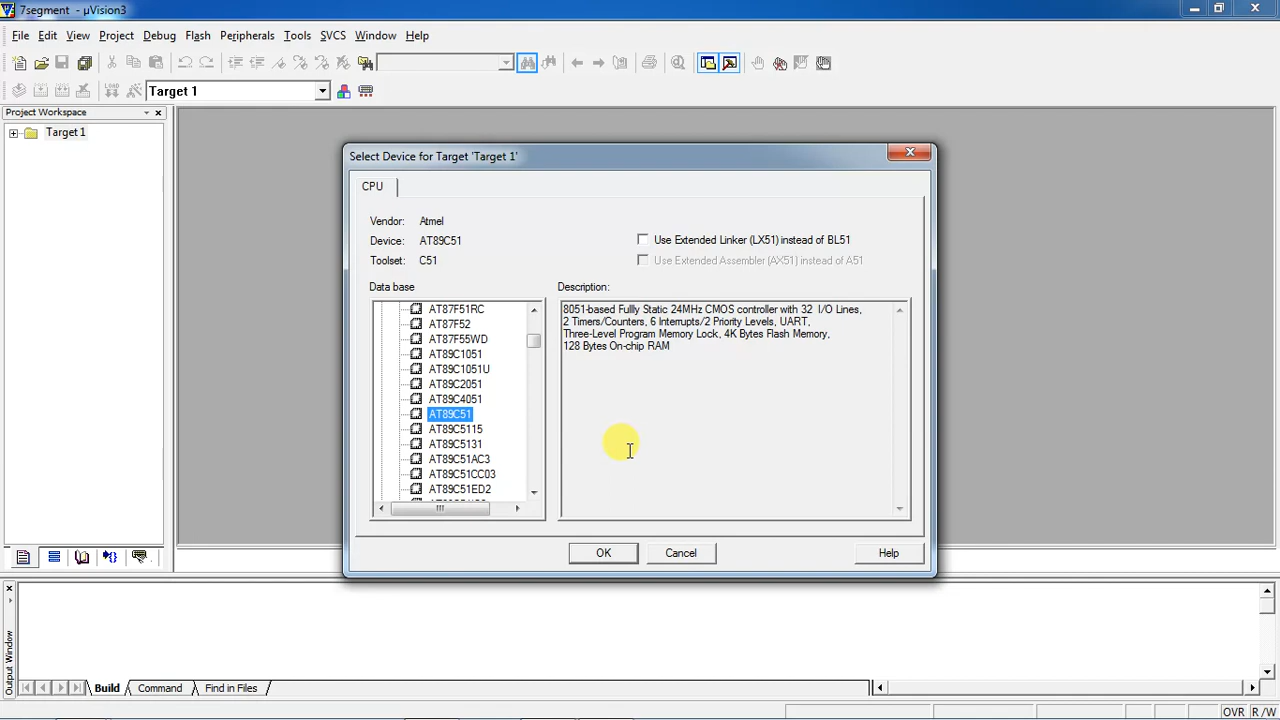 7segment - µVision3
File Edit View Project Debug Flash Peripherals Tools SVCS Window Help
LOAD Target 1
Project Workspace
Target 1
Select Device for Target 'Target 1'
CPU
Vendor: Atmel
Device: AT89C51
Toolset: C51
Use Extended Linker (LX51) instead of BL51
Use Extended Assembler (AX51) instead of A51
Data base
AT87F51RC
AT87F52
AT87F55WD
AT89C1051
AT89C1051U
AT89C2051
AT89C4051
AT89C51
AT89C5115
AT89C5131
AT89C51AC3
AT89C51CC03
AT89C51ED2
Description:
8051-based Fullly Static 24MHz CMOS controller with 32 I/O Lines,
2 Timers/Counters, 6 Interrupts/2 Priority Levels, UART,
Three-Level Program Memory Lock, 4K Bytes Flash Memory,
128 Bytes On-chip RAM
OK Cancel Help
Output Window
Build Command Find in Files
OVR R/W